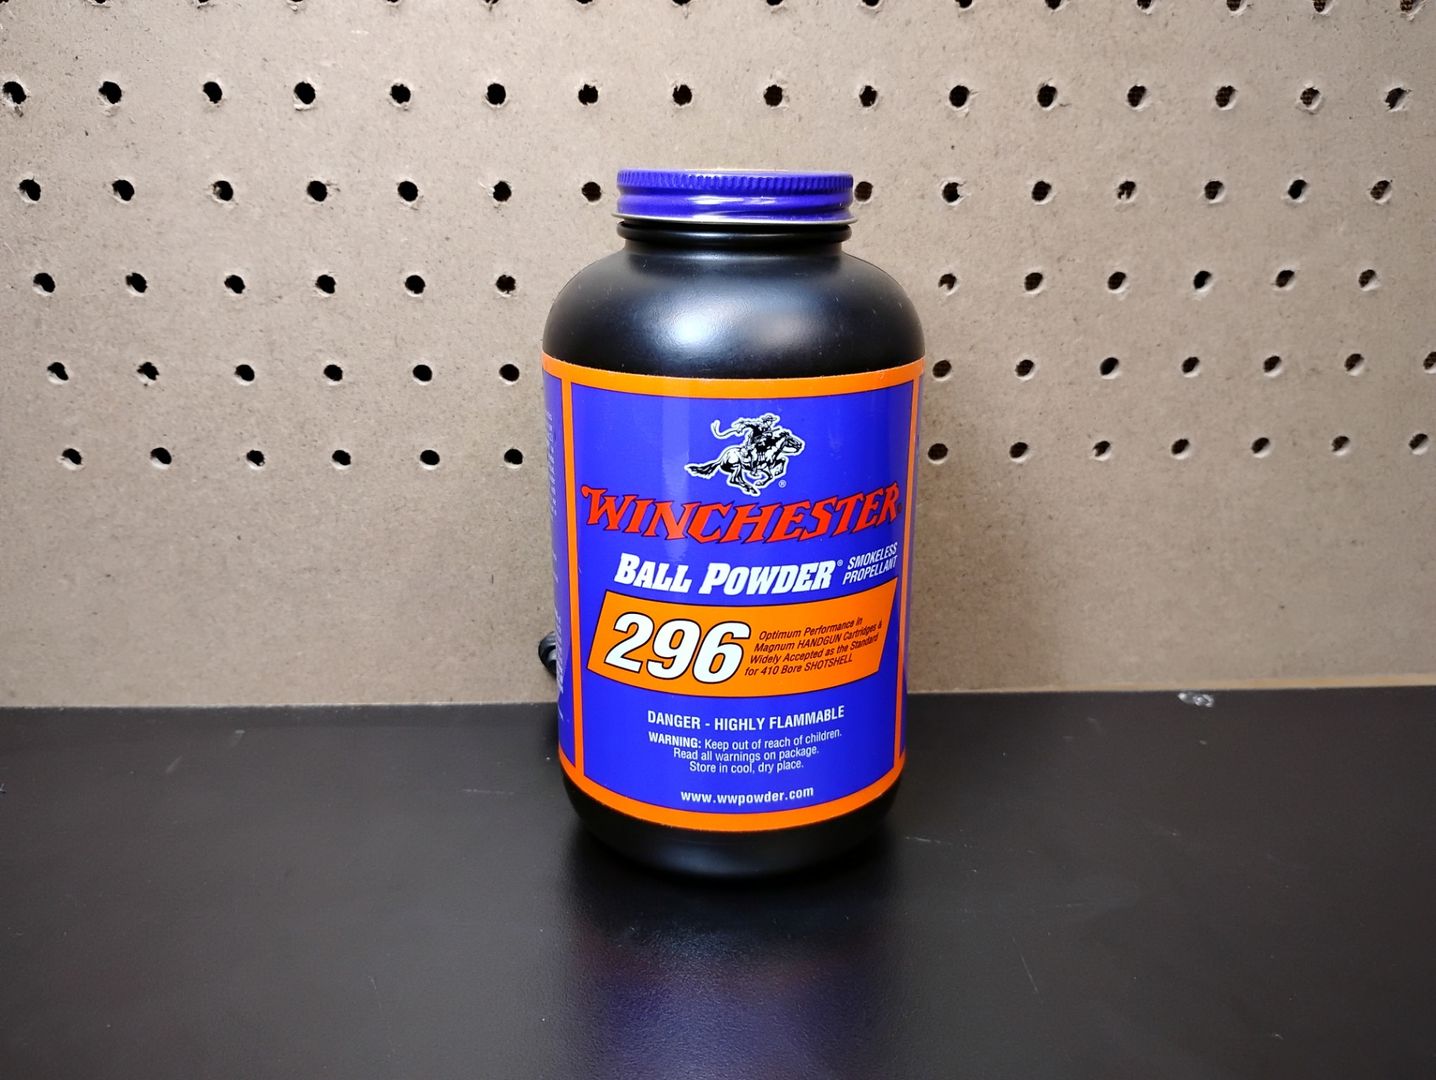 WINCHESTER
BALL POWDER® SMOKELESS
PROPELLANT
296
Optimum Performance in
Magnum HANDGUN Cartridges &
Widely Accepted as the Standard
for 410 Bore SHOTSHELL
DANGER - HIGHLY FLAMMABLE
WARNING: Keep out of reach of children.
Read all warnings on package.
Store in cool, dry place.
www.wwpowder.com